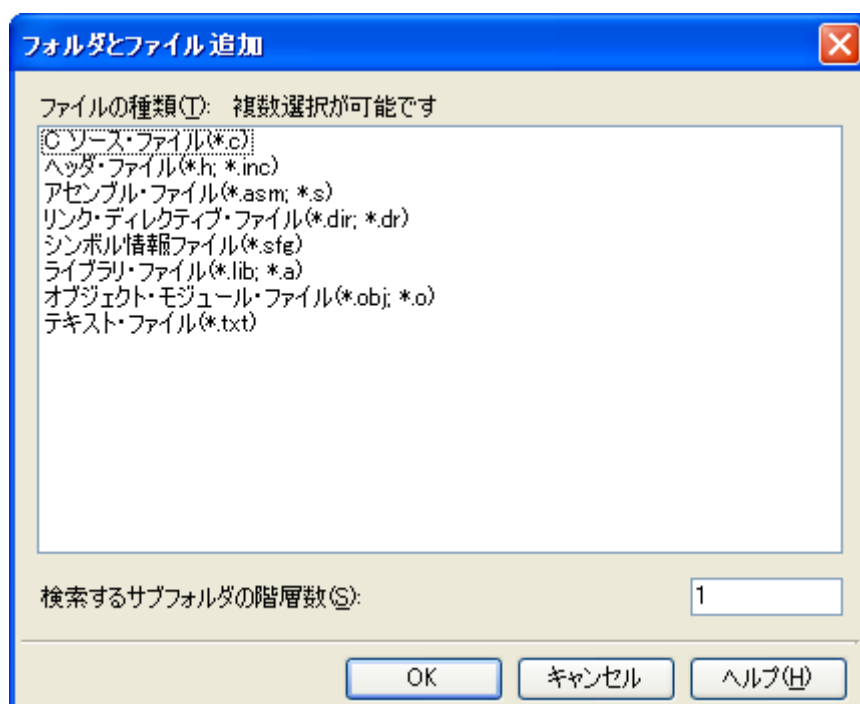 フォルダとファイル追加
ファイルの種類(T): 複数選択が可能です
C ソース・ファイル(*.c)
ヘッダ・ファイル(*.h; *.inc)
アセンブル・ファイル(*.asm; *.s)
リンク・ディレクティブ・ファイル(*.dir; *.dr)
シンボル情報ファイル(*.sfg)
ライブラリ・ファイル(*.lib; *.a)
オブジェクト・モジュール・ファイル(*.obj; *.o)
テキスト・ファイル(*.txt)
検索するサブフォルダの階層数(S): 1
OK キャンセル ヘルプ(H)